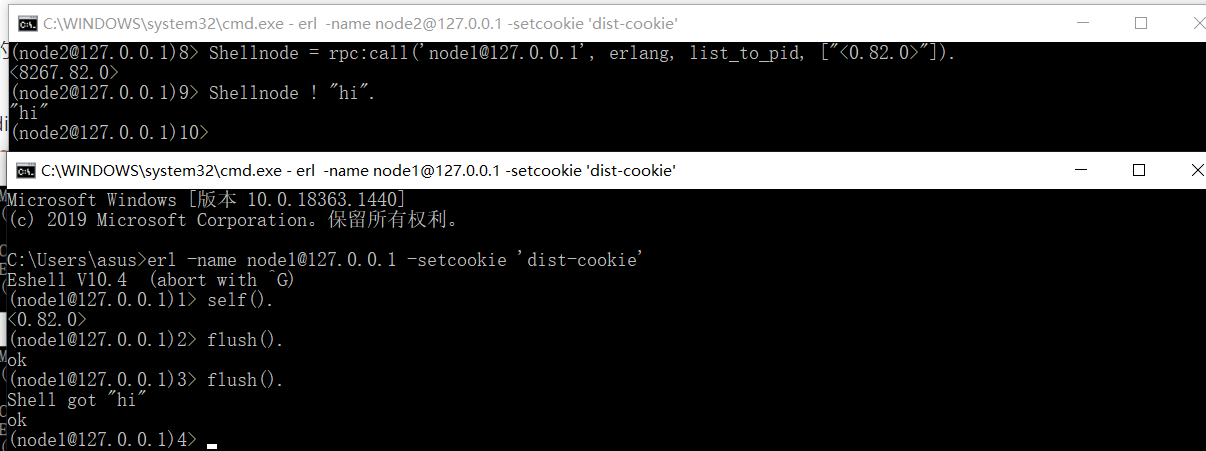 C:\WINDOWS\system32\cmd.exe - erl  -name node2@127.0.0.1 -setcookie 'dist-cookie'
(node2@127.0.0.1)8> Shellnode = rpc:call('node1@127.0.0.1', erlang, list_to_pid, ["<0.82.0>"]).
<8267.82.0>
(node2@127.0.0.1)9> Shellnode ! "hi".
"hi"
(node2@127.0.0.1)10>
C:\WINDOWS\system32\cmd.exe - erl  -name node1@127.0.0.1 -setcookie 'dist-cookie'
Microsoft Windows [版本 10.0.18363.1440]
(c) 2019 Microsoft Corporation。保留所有权利。
C:\Users\asus>erl -name node1@127.0.0.1 -setcookie 'dist-cookie'
Eshell V10.4  (abort with ^G)
(node1@127.0.0.1)1> self().
<0.82.0>
(node1@127.0.0.1)2> flush().
ok
(node1@127.0.0.1)3> flush().
Shell got "hi"
ok
(node1@127.0.0.1)4>